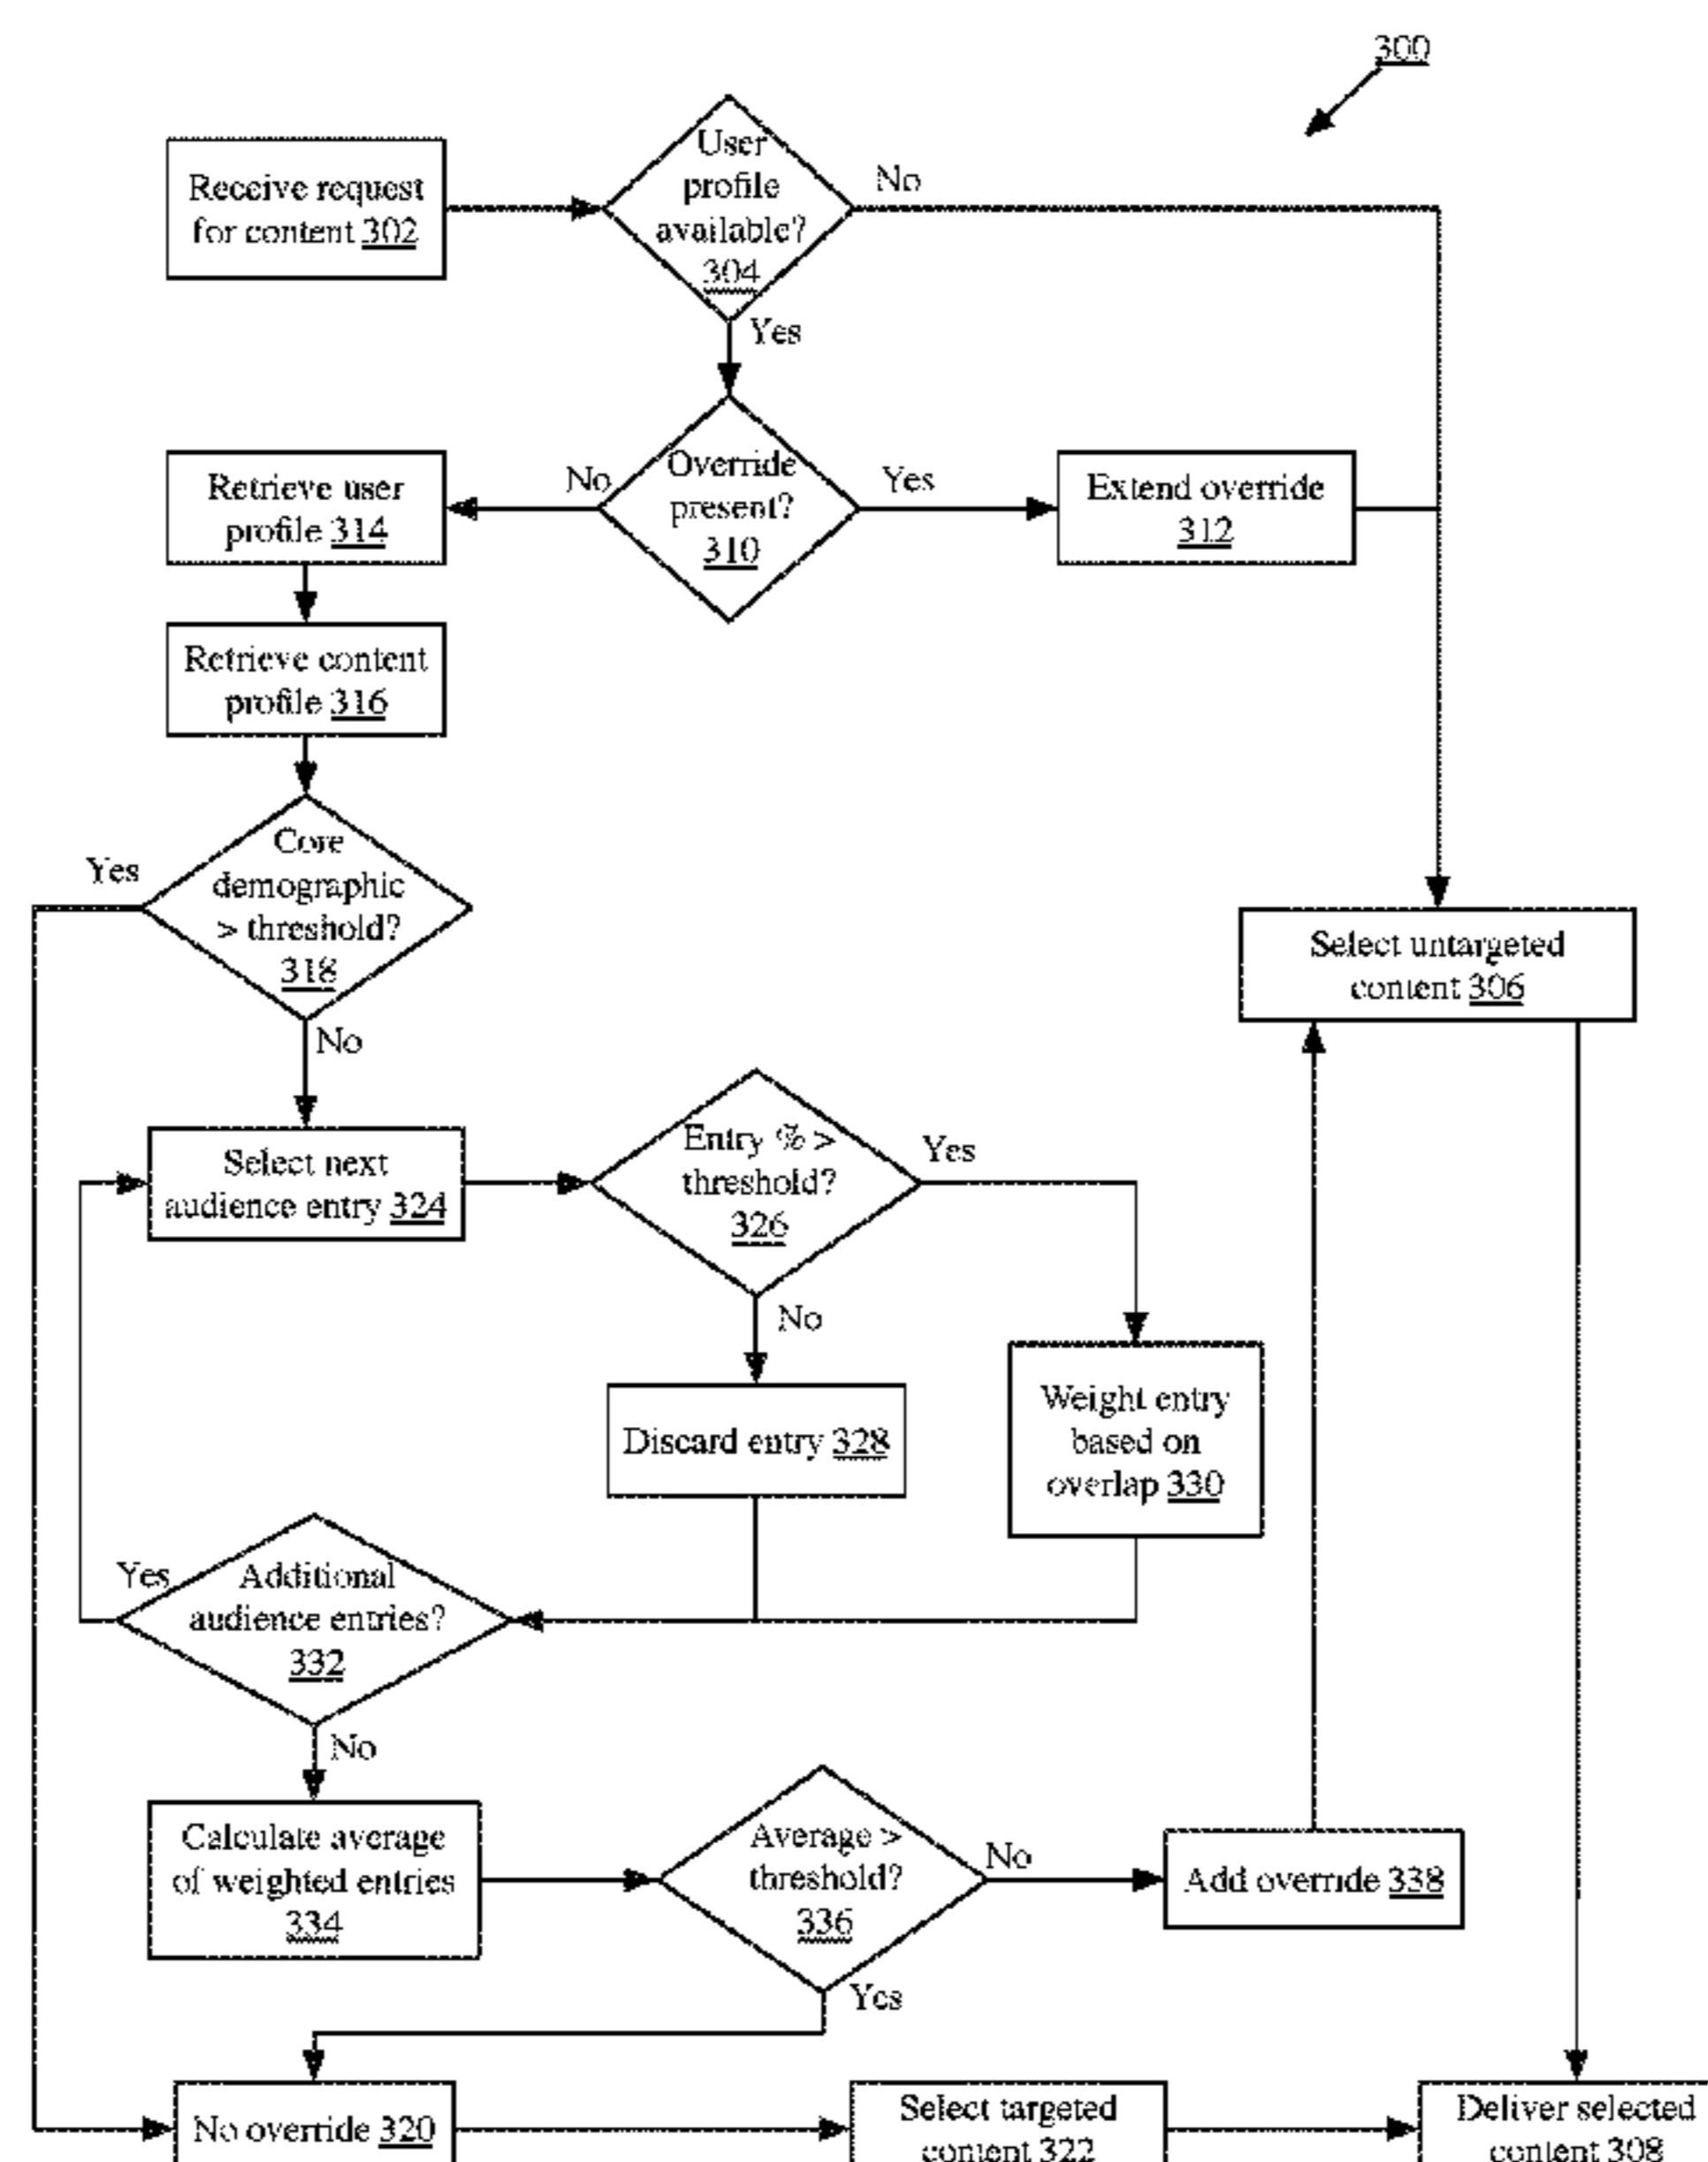 300
Receive request
for content 302
User
profile
available?
304
No
Yes
Retrieve user
profile 314
No
Override
present?
310
Yes
Extend override
312
Retrieve content
profile 316
Yes
Core
demographic
> threshold?
318
No
Select untargeted
content 306
Select next
audience entry 324
Entry % >
threshold?
326
Yes
No
Discard entry 328
Weight entry
based on
overlap 330
Yes
Additional
audience entries?
332
No
Calculate average
of weighted entries
334
Average >
threshold?
336
No
Add override 338
Yes
No override 320
Select targeted
content 322
Deliver selected
content 308